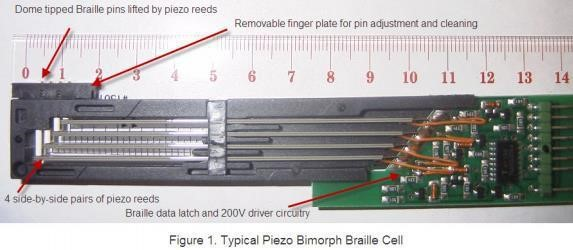 Dome tipped Braille pins lifted by piezo reeds
Removable finger plate for pin adjustment and cleaning
0 1 2 3 4 5 6 7 8 9 10 11 12 13 14
4 side-by-side pairs of piezo reeds
Braille data latch and 200V driver circuitry
Figure 1. Typical Piezo Bimorph Braille Cell